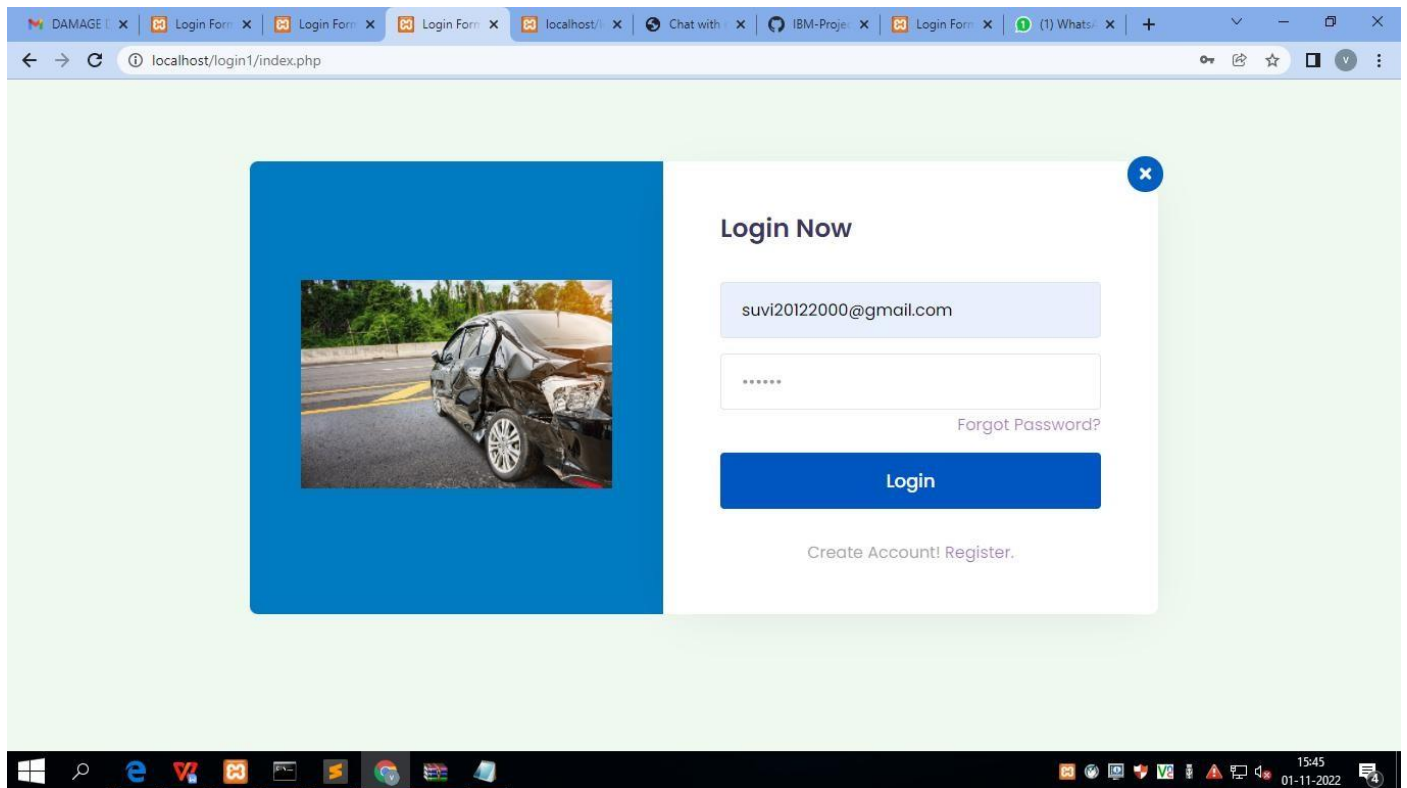 DAMAGE
Login Form
Login Form
Login Form
localhost/l
Chat with
IBM-Projec
Login Form
(1) WhatsA
localhost/login1/index.php
V
Login Now
suvi20122000@gmail.com
••••••
Forgot Password?
Login
Create Account! Register.
15:45
01-11-2022
4